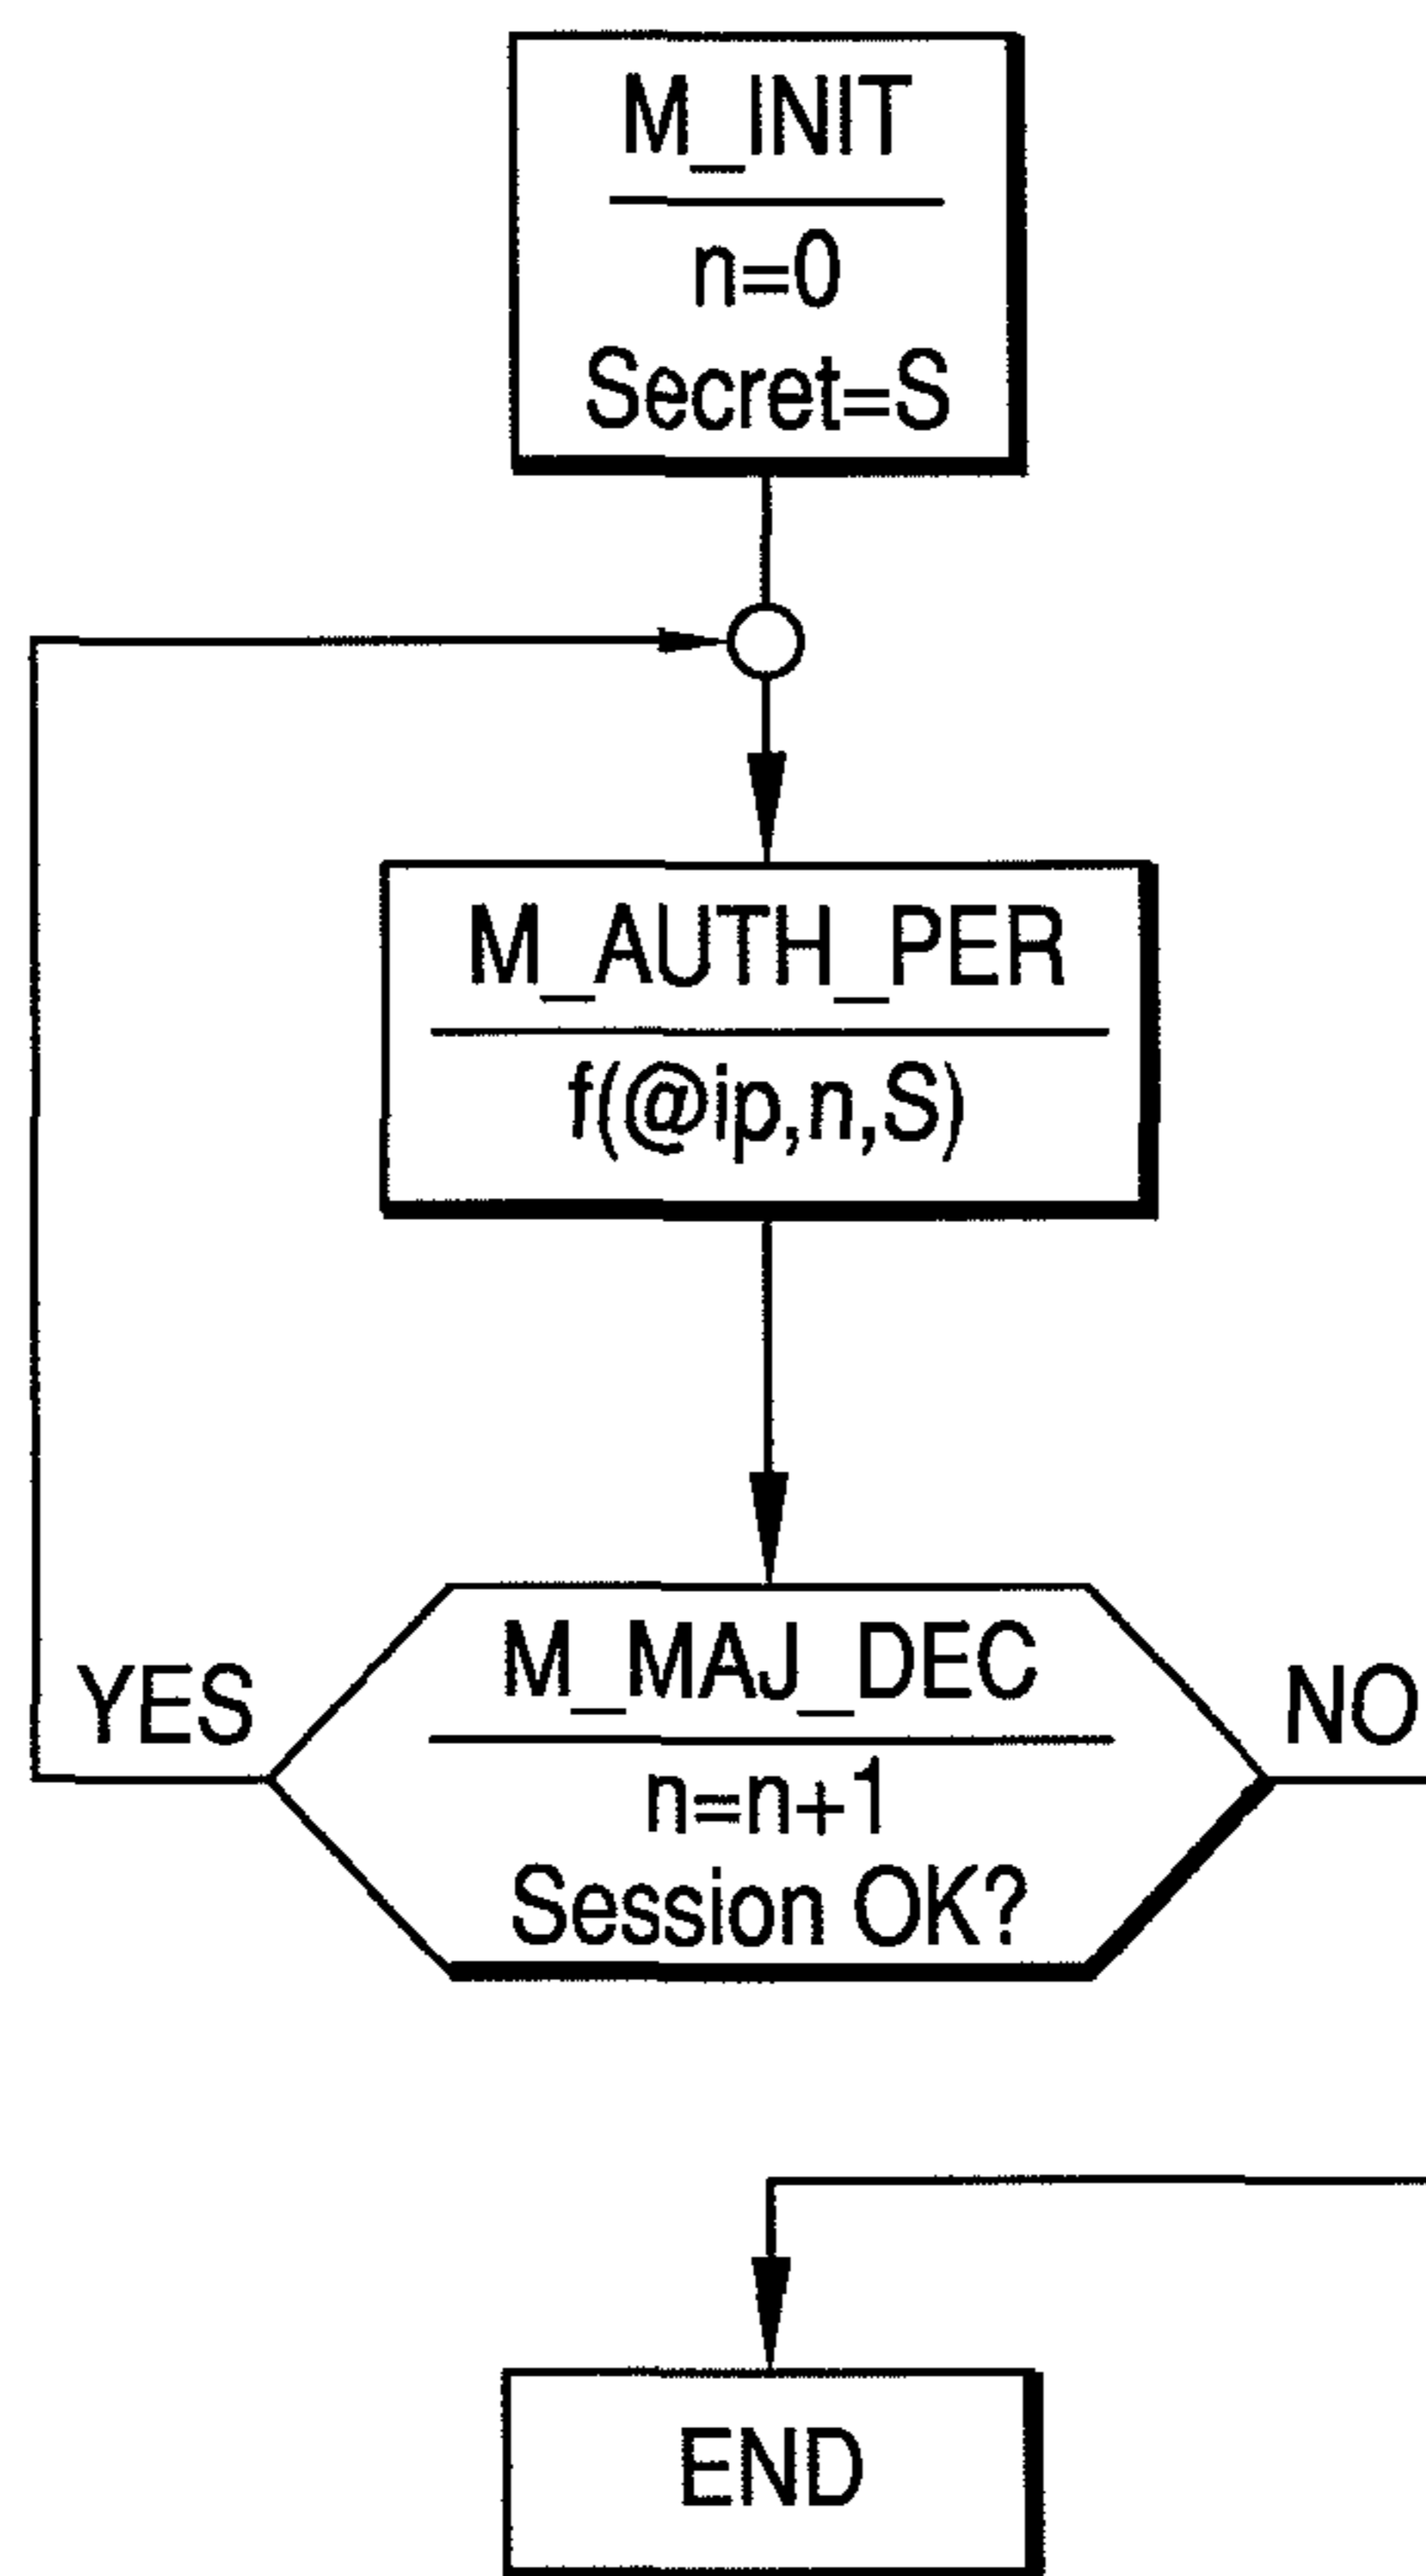 M_INIT
n=0
Secret=S
M_AUTH_PER
f(@ip,n,S)
M_MAJ_DEC
YES
NO
n=n+1
Session OK?
END